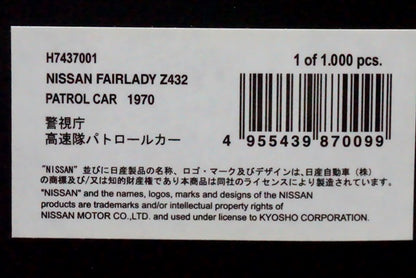 H7437001
1 of 1.000 pcs.
NISSAN FAIRLADY Z432
PATROL CAR 1970
警視庁
高速隊パトロールカー
4 955439 870099
"NISSAN" 並びに日産製品の名称、ロゴ・マーク及びデザインは、日産自動車（株）
の商標及び/又は知的財産権であり本商品は同社のライセンスにより製造されています。
"NISSAN" and the names, logos, marks and designs of the NISSAN
products are trademarks and/or intellectual property rights of
NISSAN MOTOR CO.,LTD. and used under license to KYOSHO CORPORATION.